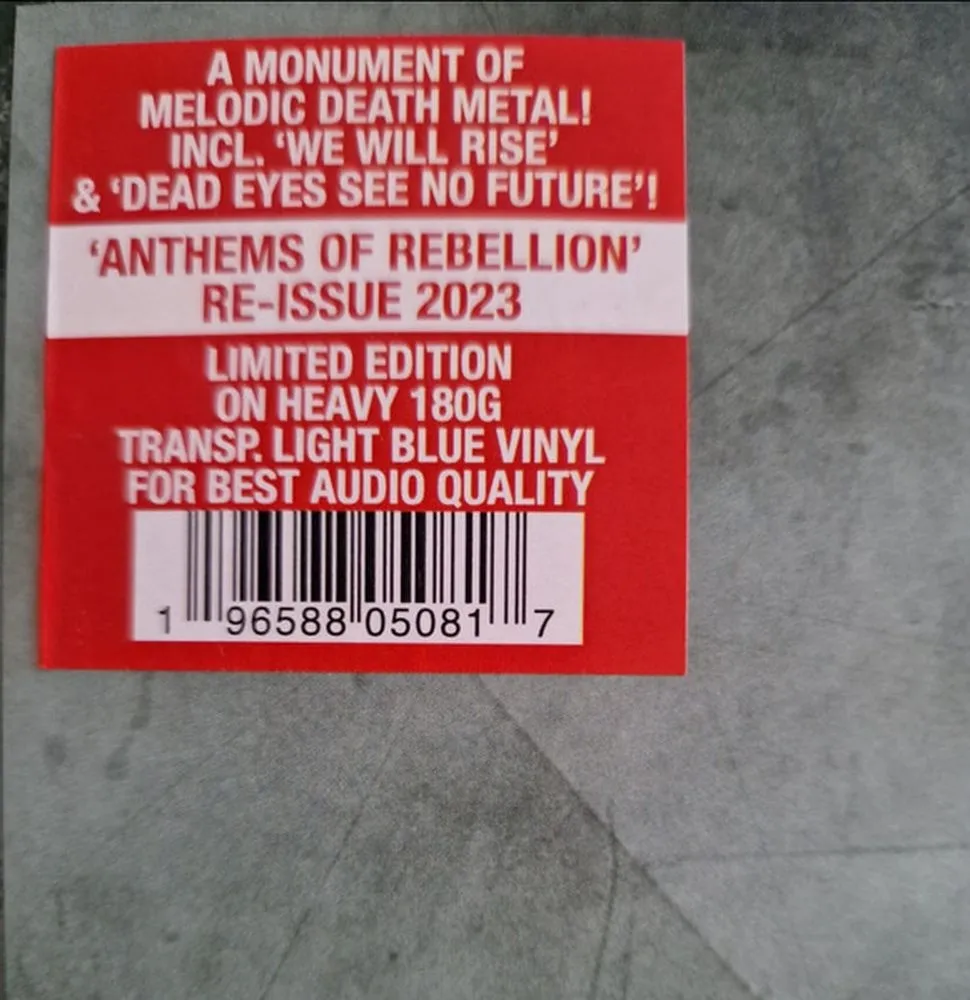 A MONUMENT OF
MELODIC DEATH METAL!
INCL. ‘WE WILL RISE’
& ‘DEAD EYES SEE NO FUTURE’!
‘ANTHEMS OF REBELLION’
RE-ISSUE 2023
LIMITED EDITION
ON HEAVY 180G
TRANSP. LIGHT BLUE VINYL
FOR BEST AUDIO QUALITY
1 96588 05081 7